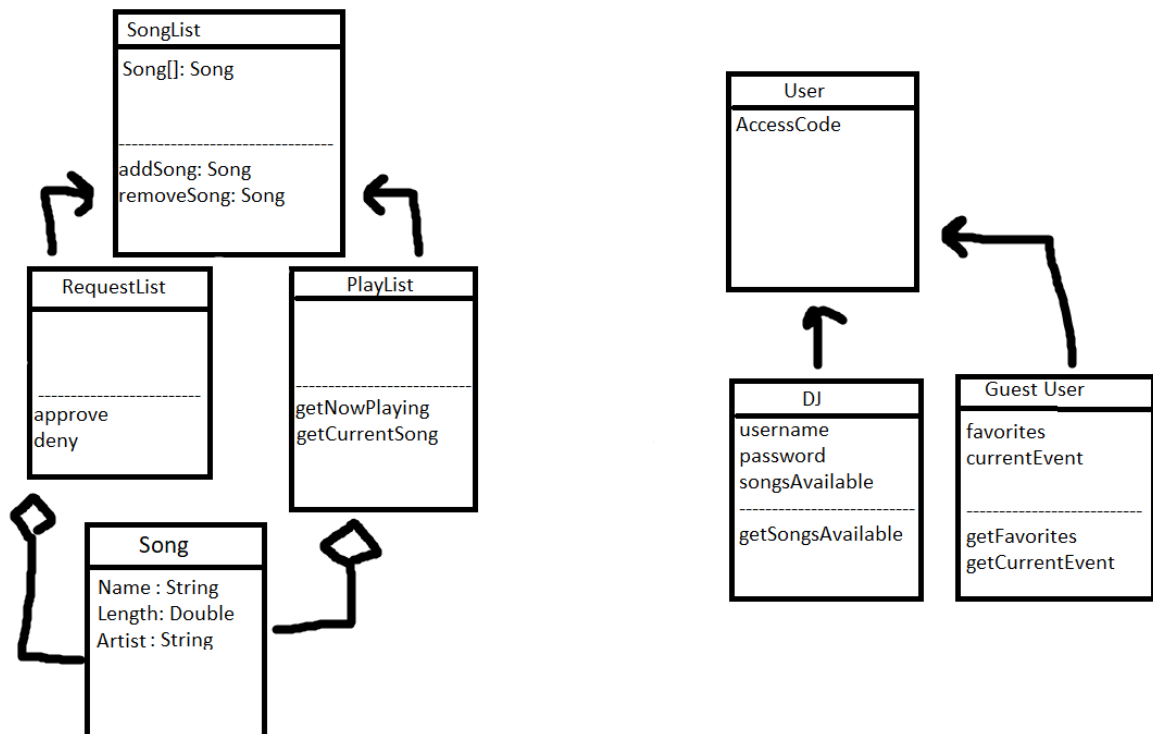 SongList
Song[]: Song
---------------------------------
addSong: Song
removeSong: Song
RequestList
-------------------------
approve
deny
PlayList
---------------------------
getNowPlaying
getCurrentSong
Song
Name : String
Length: Double
Artist : String
User
AccessCode
DJ
username
password
songsAvailable
---------------------------
getSongsAvailable
Guest User
favorites
currentEvent
---------------------------
getFavorites
getCurrentEvent